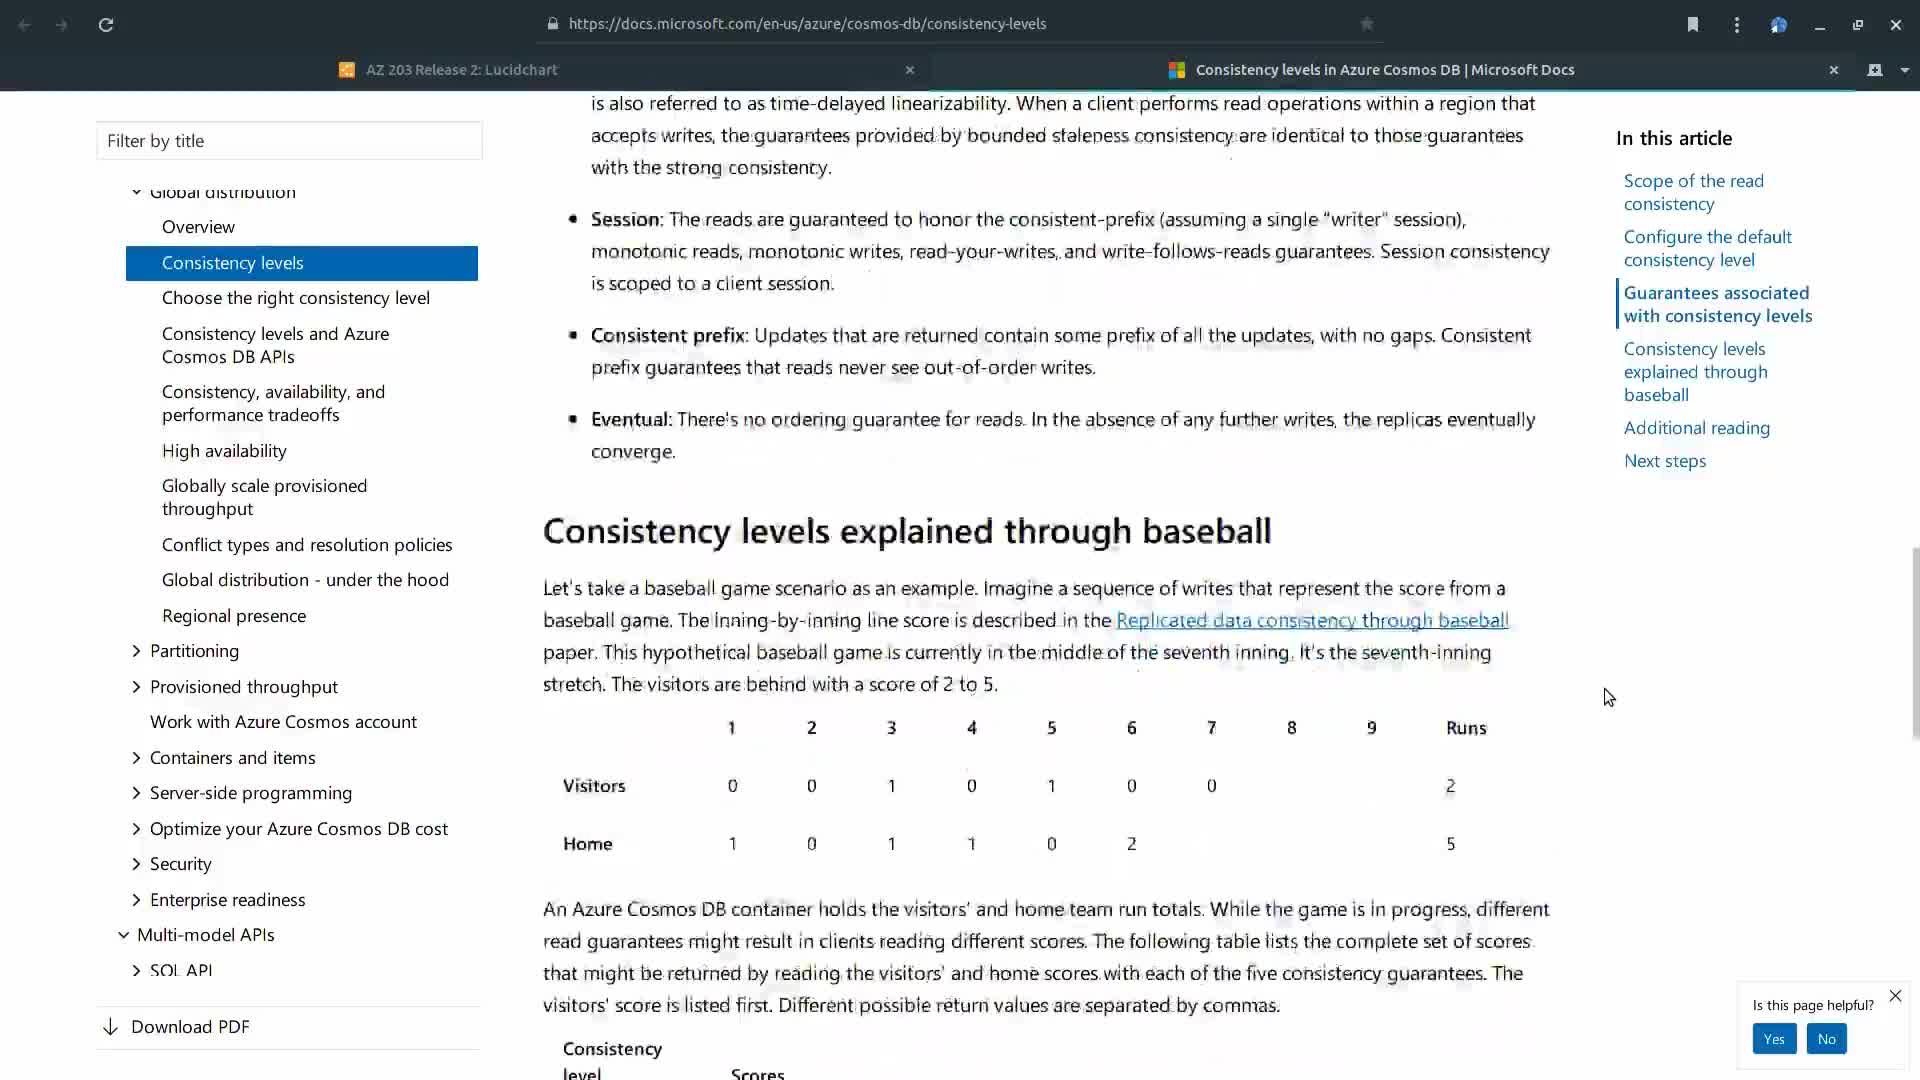 https://docs.microsoft.com/en-us/azure/cosmos-db/consistency-levels
AZ 203 Release 2: Lucidchart
Consistency levels in Azure Cosmos DB | Microsoft Docs
Filter by title
Global distribution
Overview
Consistency levels
Choose the right consistency level
Consistency levels and Azure
Cosmos DB APIs
Consistency, availability, and
performance tradeoffs
High availability
Globally scale provisioned
throughput
Conflict types and resolution policies
Global distribution - under the hood
Regional presence
Partitioning
Provisioned throughput
Work with Azure Cosmos account
Containers and items
Server-side programming
Optimize your Azure Cosmos DB cost
Security
Enterprise readiness
Multi-model APIs
SQL API
Download PDF
is also referred to as time-delayed linearizability. When a client performs read operations within a region that
accepts writes, the guarantees provided by bounded staleness consistency are identical to those guarantees
with the strong consistency.
• Session: The reads are guaranteed to honor the consistent-prefix (assuming a single "writer" session),
monotonic reads, monotonic writes, read-your-writes, and write-follows-reads guarantees. Session consistency
is scoped to a client session.
• Consistent prefix: Updates that are returned contain some prefix of all the updates, with no gaps. Consistent
prefix guarantees that reads never see out-of-order writes.
• Eventual: There's no ordering guarantee for reads. In the absence of any further writes, the replicas eventually
converge.
Consistency levels explained through baseball
Let's take a baseball game scenario as an example. Imagine a sequence of writes that represent the score from a
baseball game. The inning-by-inning line score is described in the Replicated data consistency through baseball
paper. This hypothetical baseball game is currently in the middle of the seventh inning. It's the seventh-inning
stretch. The visitors are behind with a score of 2 to 5.
1 2 3 4 5 6 7 8 9 Runs
Visitors 0 0 1 0 1 0 0 2
Home 1 0 1 1 0 2 5
An Azure Cosmos DB container holds the visitors' and home team run totals. While the game is in progress, different
read guarantees might result in clients reading different scores. The following table lists the complete set of scores
that might be returned by reading the visitors' and home scores with each of the five consistency guarantees. The
visitors' score is listed first. Different possible return values are separated by commas.
Consistency
level Scores
In this article
Scope of the read
consistency
Configure the default
consistency level
Guarantees associated
with consistency levels
Consistency levels
explained through
baseball
Additional reading
Next steps
Is this page helpful?
Yes No